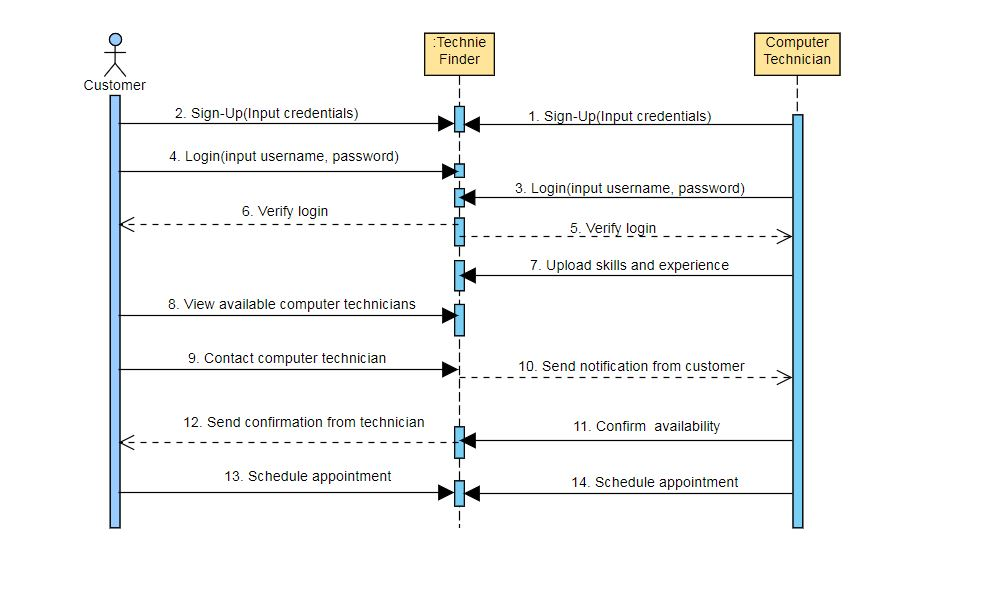 :Technie
Finder
Computer
Technician
Customer
2. Sign-Up(Input credentials)
1. Sign-Up(Input credentials)
4. Login(input username, password)
3. Login(input username, password)
6. Verify login
5. Verify login
7. Upload skills and experience
8. View available computer technicians
9. Contact computer technician
10. Send notification from customer
12. Send confirmation from technician
11. Confirm  availability
13. Schedule appointment
14. Schedule appointment